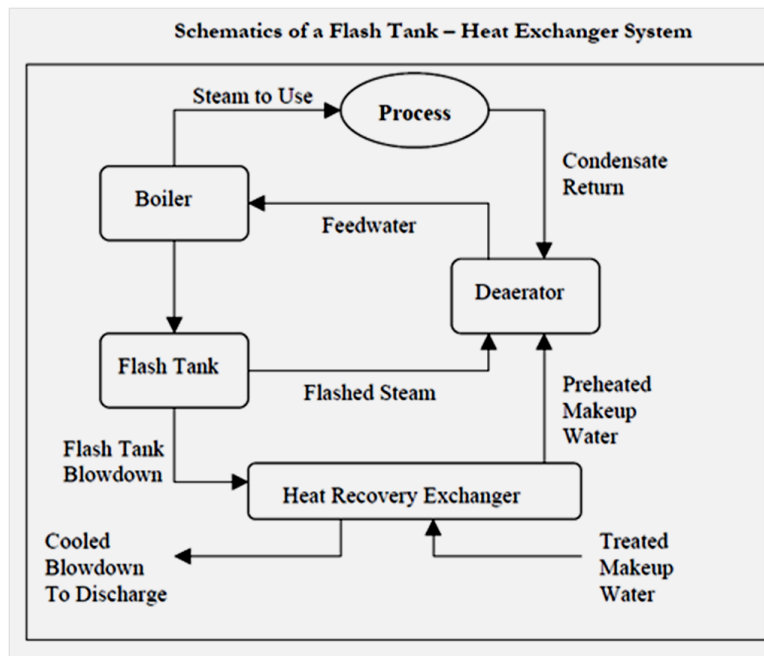 Schematics of a Flash Tank – Heat Exchanger System
Steam to Use
Process
Condensate
Return
Boiler
Feedwater
Deaerator
Flash Tank
Flashed Steam
Preheated
Makeup
Water
Flash Tank
Blowdown
Heat Recovery Exchanger
Cooled
Blowdown
To Discharge
Treated
Makeup
Water